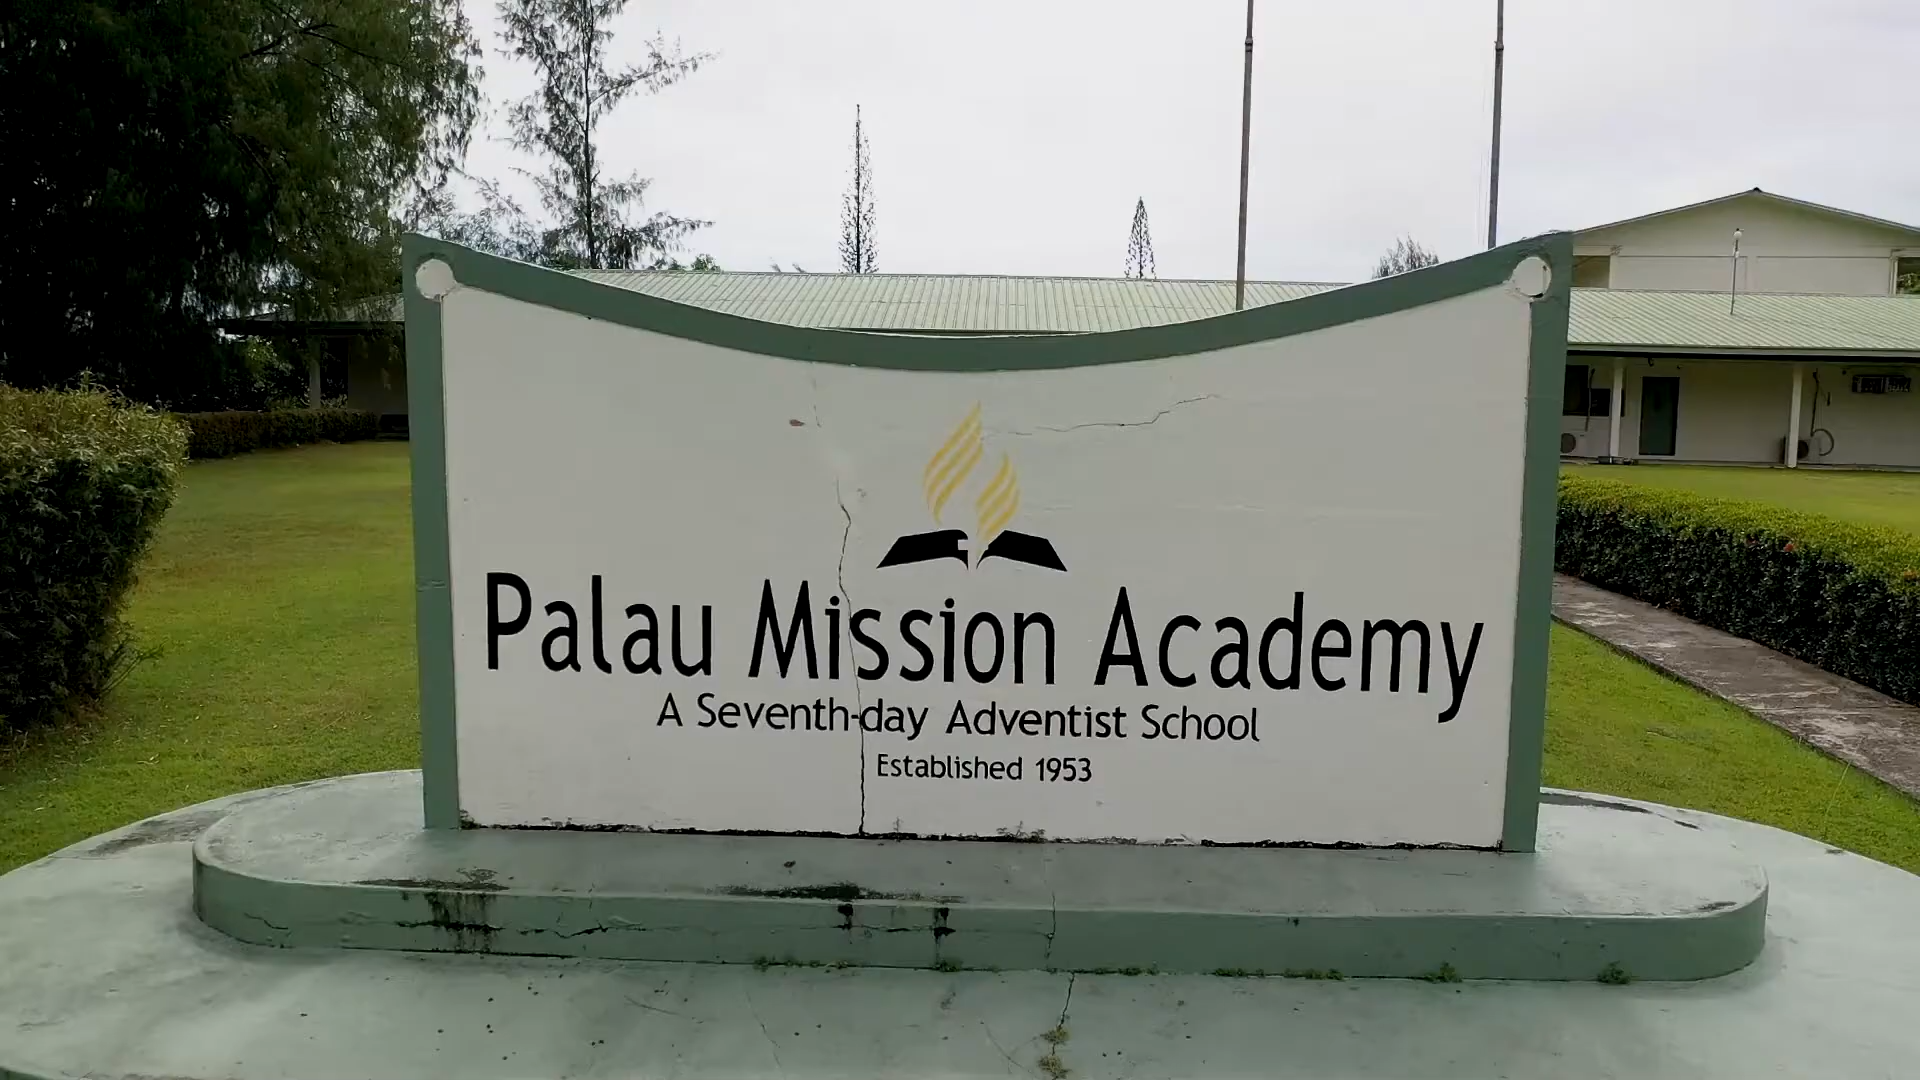 Palau Mission Academy
A Seventh-day Adventist School
Established 1953